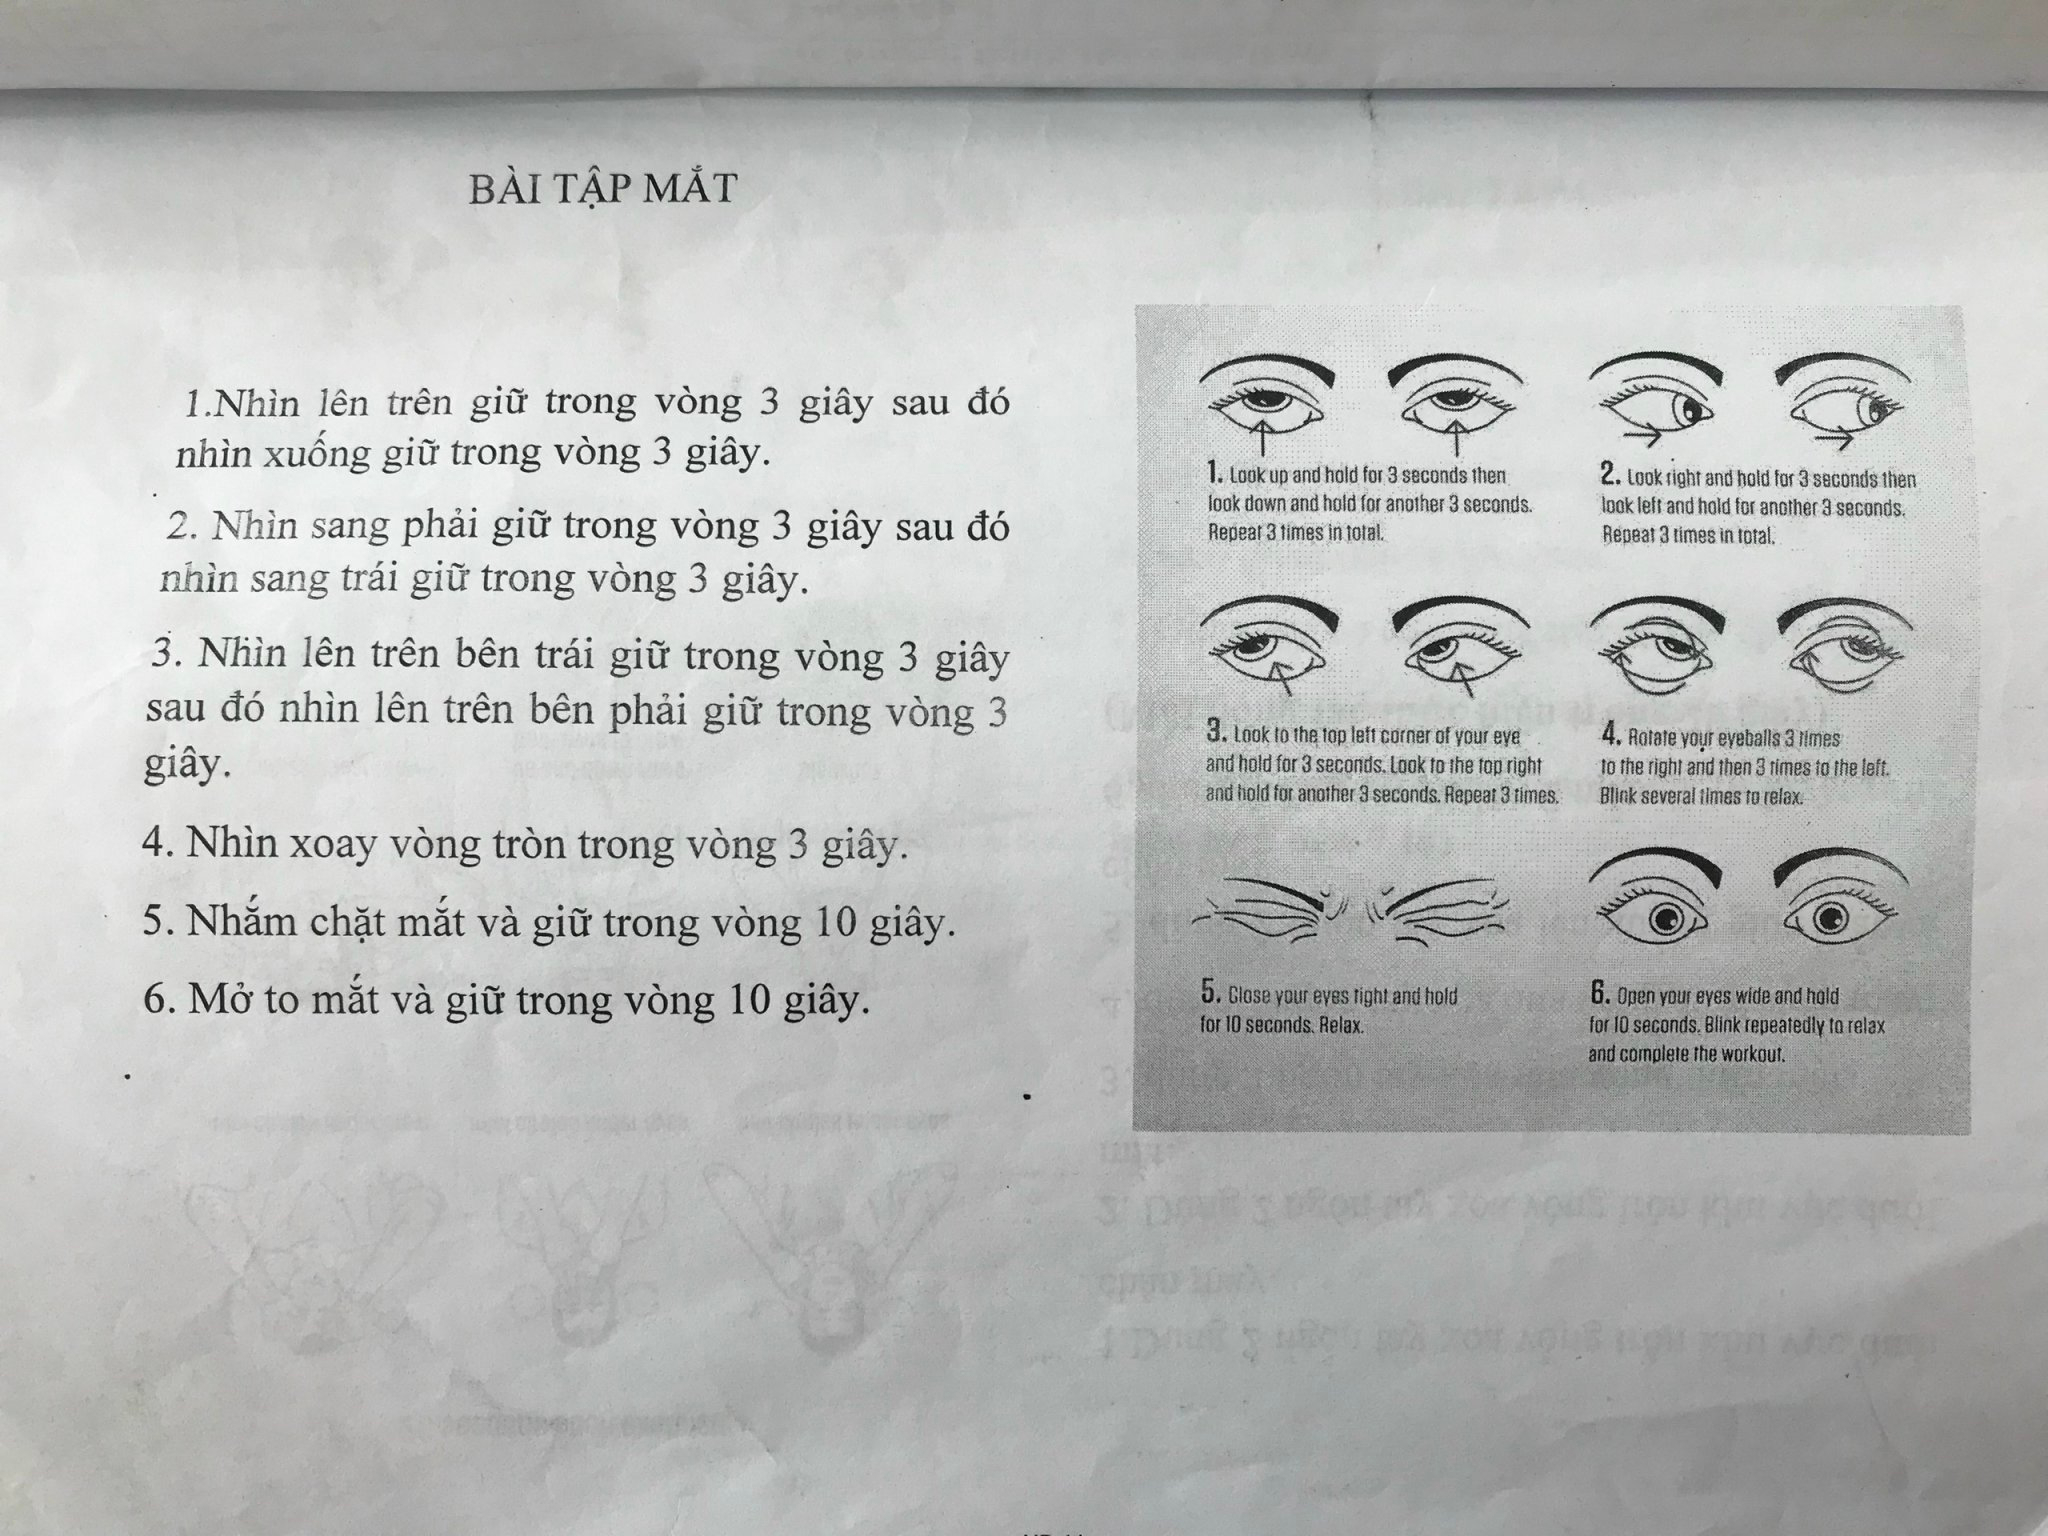 BÀI TẬP MẮT
1.Nhìn lên trên giữ trong vòng 3 giây sau đó
nhìn xuống giữ trong vòng 3 giây.
2. Nhìn sang phải giữ trong vòng 3 giây sau đó
nhìn sang trái giữ trong vòng 3 giây.
3. Nhìn lên trên bên trái giữ trong vòng 3 giây
sau đó nhìn lên trên bên phải giữ trong vòng 3
giây.
4. Nhìn xoay vòng tròn trong vòng 3 giây.
5. Nhắm chặt mắt và giữ trong vòng 10 giây.
6. Mở to mắt và giữ trong vòng 10 giây.
1. Look up and hold for 3 seconds then
look down and hold for another 3 seconds.
Repeat 3 times in total.
2. Look right and hold for 3 seconds then
look left and hold for another 3 seconds.
Repeat 3 times in total.
3. Look to the top left corner of your eye
and hold for 3 seconds. Look to the top right
and hold for another 3 seconds. Repeat 3 times.
4. Rotate your eyeballs 3 times
to the right and then 3 times to the left.
Blink several times to relax.
5. Close your eyes tight and hold
for 10 seconds. Relax.
6. Open your eyes wide and hold
for 10 seconds. Blink repeatedly to relax
and complete the workout.